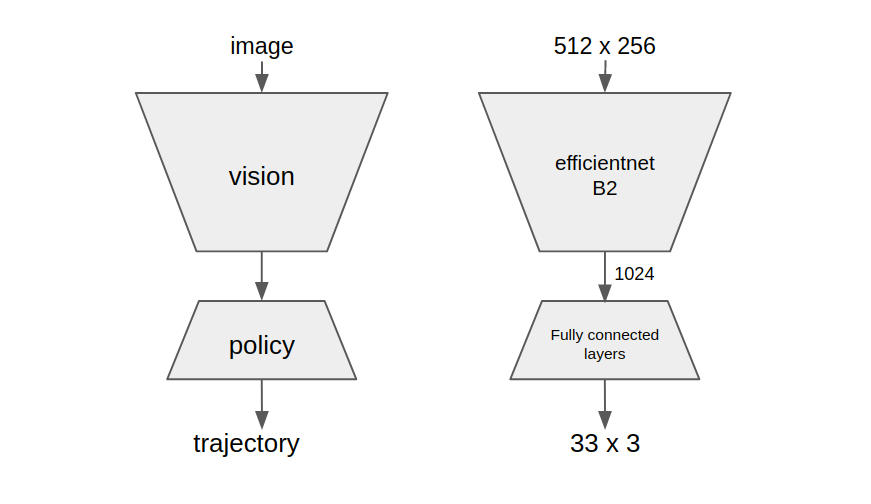 image
vision
policy
trajectory
512 x 256
efficientnet
B2
1024
Fully connected
layers
33 x 3